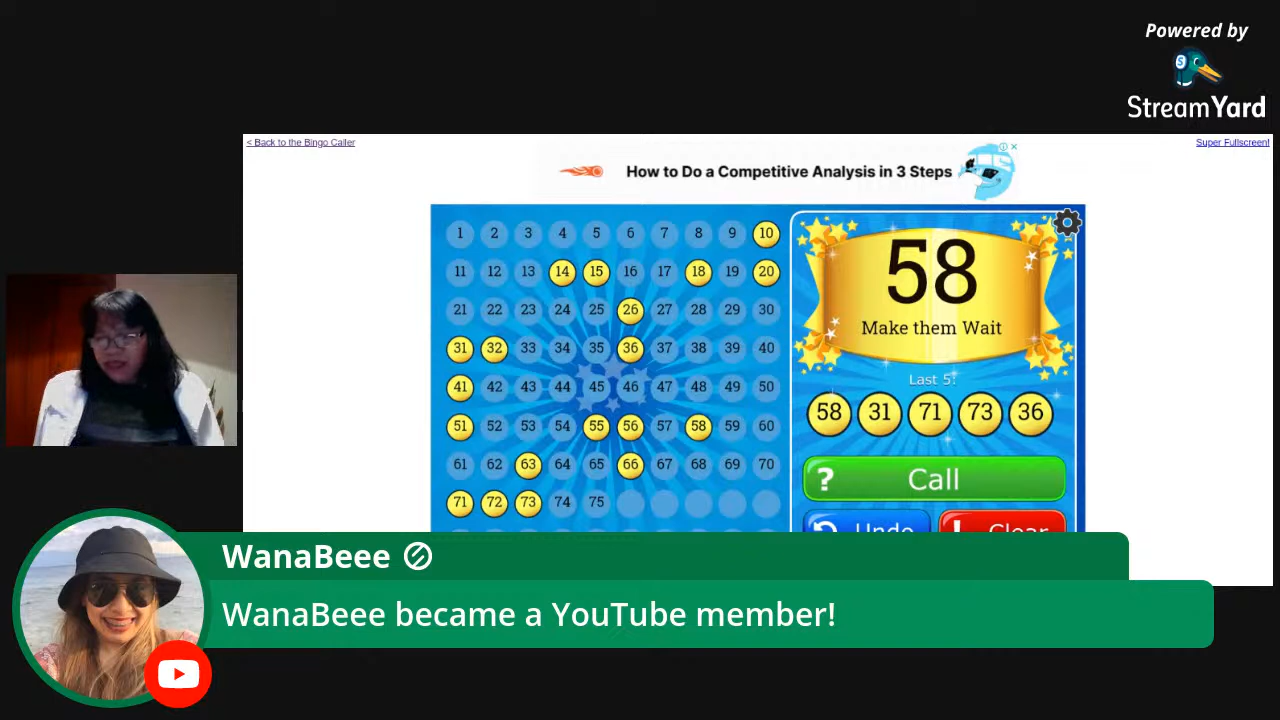 Powered by
StreamYard
< Back to the Bingo Caller
Super Fullscreen!
How to Do a Competitive Analysis in 3 Steps
1 2 3 4 5 6 7 8 9 10
11 12 13 14 15 16 17 18 19 20
21 22 23 24 25 26 27 28 29 30
31 32 33 34 35 36 37 38 39 40
41 42 43 44 45 46 47 48 49 50
51 52 53 54 55 56 57 58 59 60
61 62 63 64 65 66 67 68 69 70
71 72 73 74 75
58
Make them Wait
Last 5:
58 31 71 73 36
? Call
Undo
! Clear
WanaBeee
WanaBeee became a YouTube member!